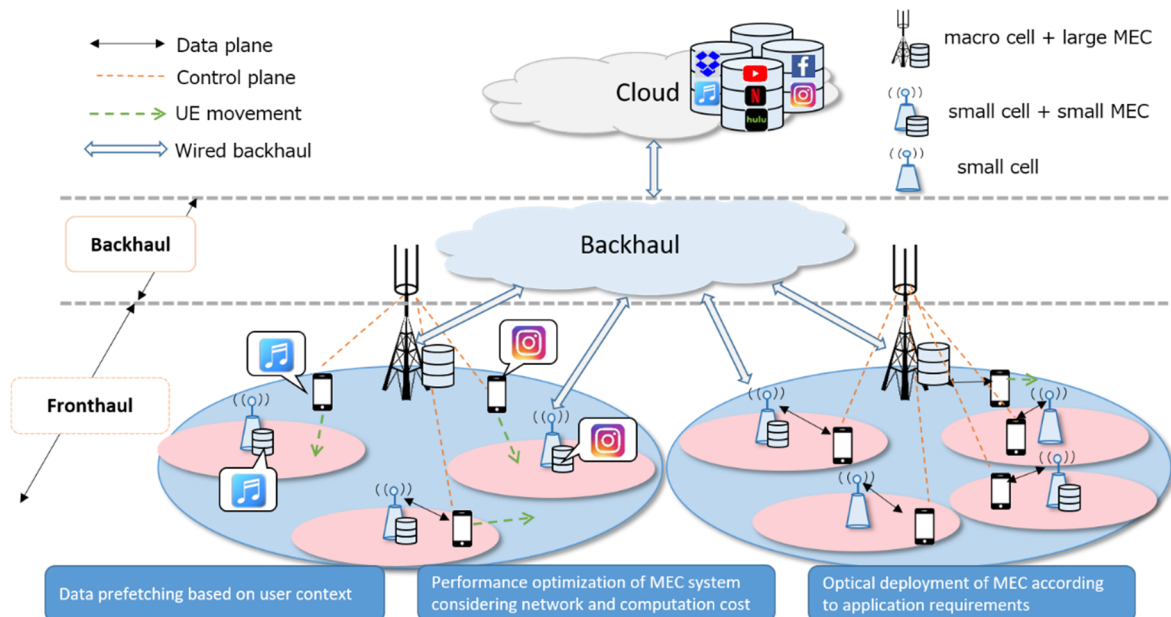 Data plane
Control plane
UE movement
Wired backhaul
Cloud
hulu
N
f
macro cell + large MEC
small cell + small MEC
small cell
Backhaul
Backhaul
Fronthaul
Data prefetching based on user context
Performance optimization of MEC system
considering network and computation cost
Optical deployment of MEC according
to application requirements